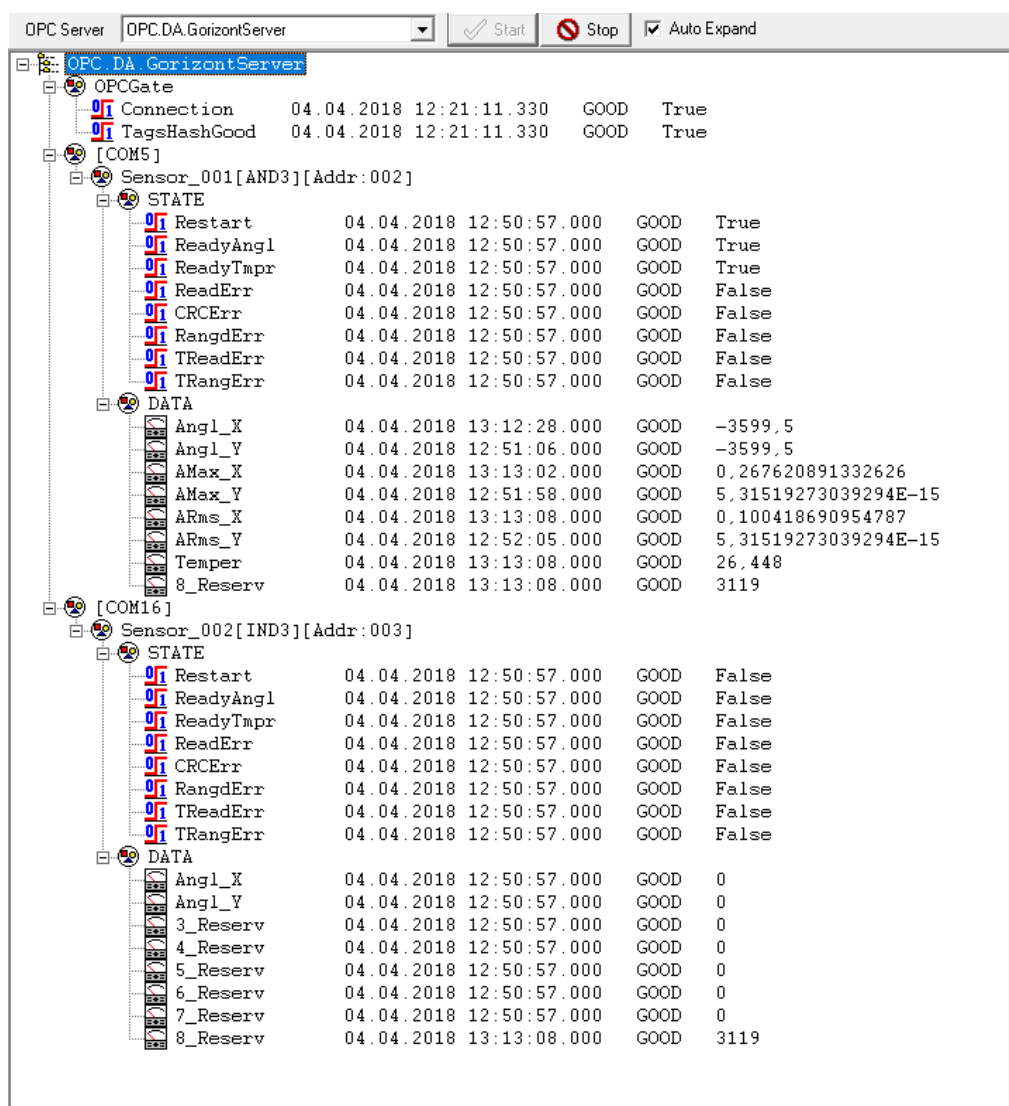 OPC Server OPC.DA.GorizontServer Start Stop Auto Expand
OPC.DA.GorizontServer
OPCGate
Connection 04.04.2018 12:21:11.330 GOOD True
TagsHashGood 04.04.2018 12:21:11.330 GOOD True
[COM5]
Sensor_001[AND3][Addr:002]
STATE
Restart 04.04.2018 12:50:57.000 GOOD True
ReadyAngl 04.04.2018 12:50:57.000 GOOD True
ReadyTmpr 04.04.2018 12:50:57.000 GOOD True
ReadErr 04.04.2018 12:50:57.000 GOOD False
CRCErr 04.04.2018 12:50:57.000 GOOD False
RangdErr 04.04.2018 12:50:57.000 GOOD False
TReadErr 04.04.2018 12:50:57.000 GOOD False
TRangErr 04.04.2018 12:50:57.000 GOOD False
DATA
Angl_X 04.04.2018 13:12:28.000 GOOD -3599,5
Angl_Y 04.04.2018 12:51:06.000 GOOD -3599,5
AMax_X 04.04.2018 13:13:02.000 GOOD 0,267620891332626
AMax_Y 04.04.2018 12:51:58.000 GOOD 5,31519273039294E-15
ARms_X 04.04.2018 13:13:08.000 GOOD 0,100418690954787
ARms_Y 04.04.2018 12:52:05.000 GOOD 5,31519273039294E-15
Temper 04.04.2018 13:13:08.000 GOOD 26,448
8_Reserv 04.04.2018 13:13:08.000 GOOD 3119
[COM16]
Sensor_002[IND3][Addr:003]
STATE
Restart 04.04.2018 12:50:57.000 GOOD False
ReadyAngl 04.04.2018 12:50:57.000 GOOD False
ReadyTmpr 04.04.2018 12:50:57.000 GOOD False
ReadErr 04.04.2018 12:50:57.000 GOOD False
CRCErr 04.04.2018 12:50:57.000 GOOD False
RangdErr 04.04.2018 12:50:57.000 GOOD False
TReadErr 04.04.2018 12:50:57.000 GOOD False
TRangErr 04.04.2018 12:50:57.000 GOOD False
DATA
Angl_X 04.04.2018 12:50:57.000 GOOD 0
Angl_Y 04.04.2018 12:50:57.000 GOOD 0
3_Reserv 04.04.2018 12:50:57.000 GOOD 0
4_Reserv 04.04.2018 12:50:57.000 GOOD 0
5_Reserv 04.04.2018 12:50:57.000 GOOD 0
6_Reserv 04.04.2018 12:50:57.000 GOOD 0
7_Reserv 04.04.2018 12:50:57.000 GOOD 0
8_Reserv 04.04.2018 13:13:08.000 GOOD 3119